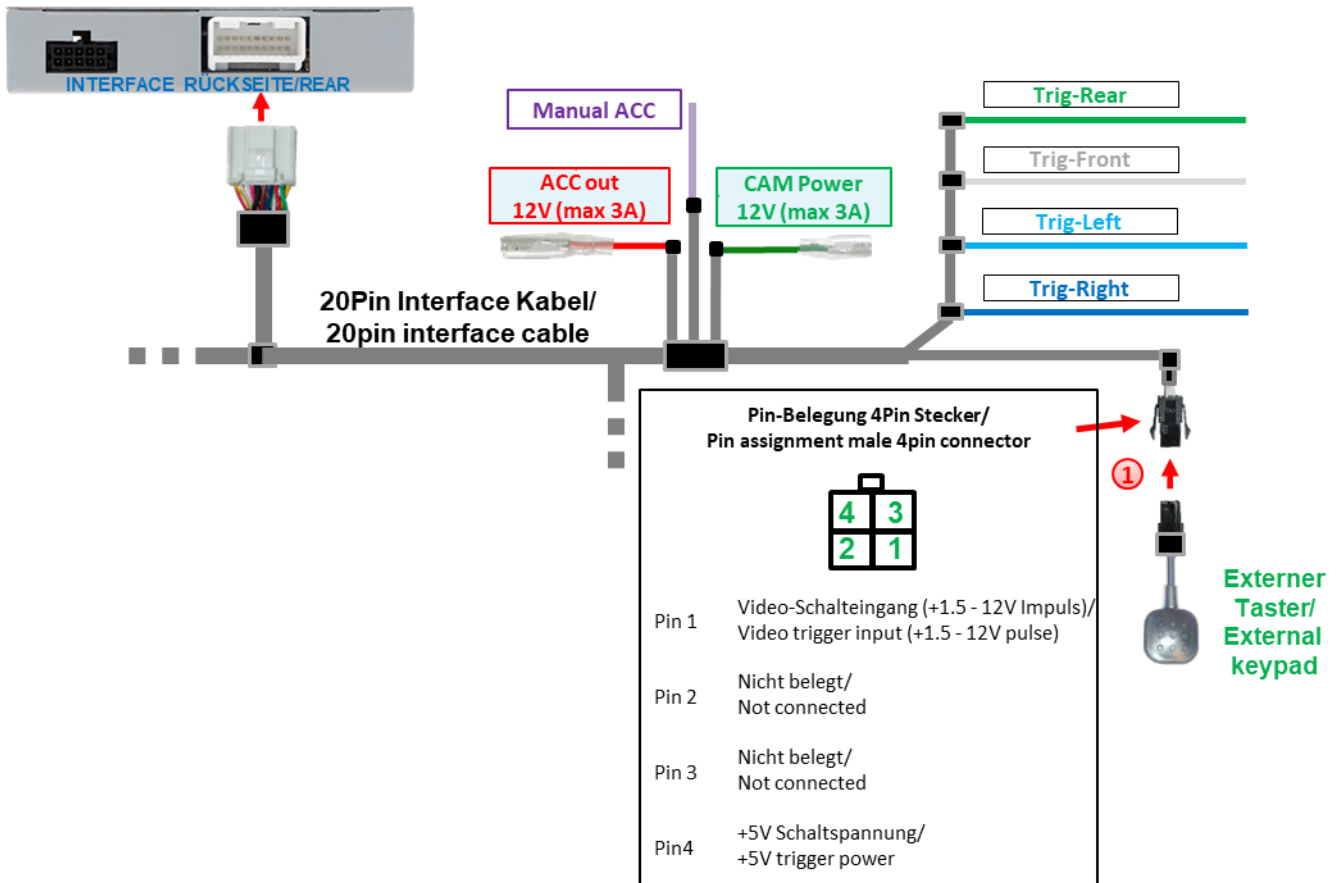 INTERFACE RÜCKSEITE/REAR
Manual ACC
ACC out
12V (max 3A)
CAM Power
12V (max 3A)
Trig-Rear
Trig-Front
Trig-Left
Trig-Right
20Pin Interface Kabel/
20pin interface cable
Pin-Belegung 4Pin Stecker/
Pin assignment male 4pin connector
4 3
2 1
1
Externer
Taster/
External
keypad
Pin 1
Video-Schalteingang (+1.5 - 12V Impuls)/
Video trigger input (+1.5 - 12V pulse)
Pin 2
Nicht belegt/
Not connected
Pin 3
Nicht belegt/
Not connected
Pin4
+5V Schaltspannung/
+5V trigger power